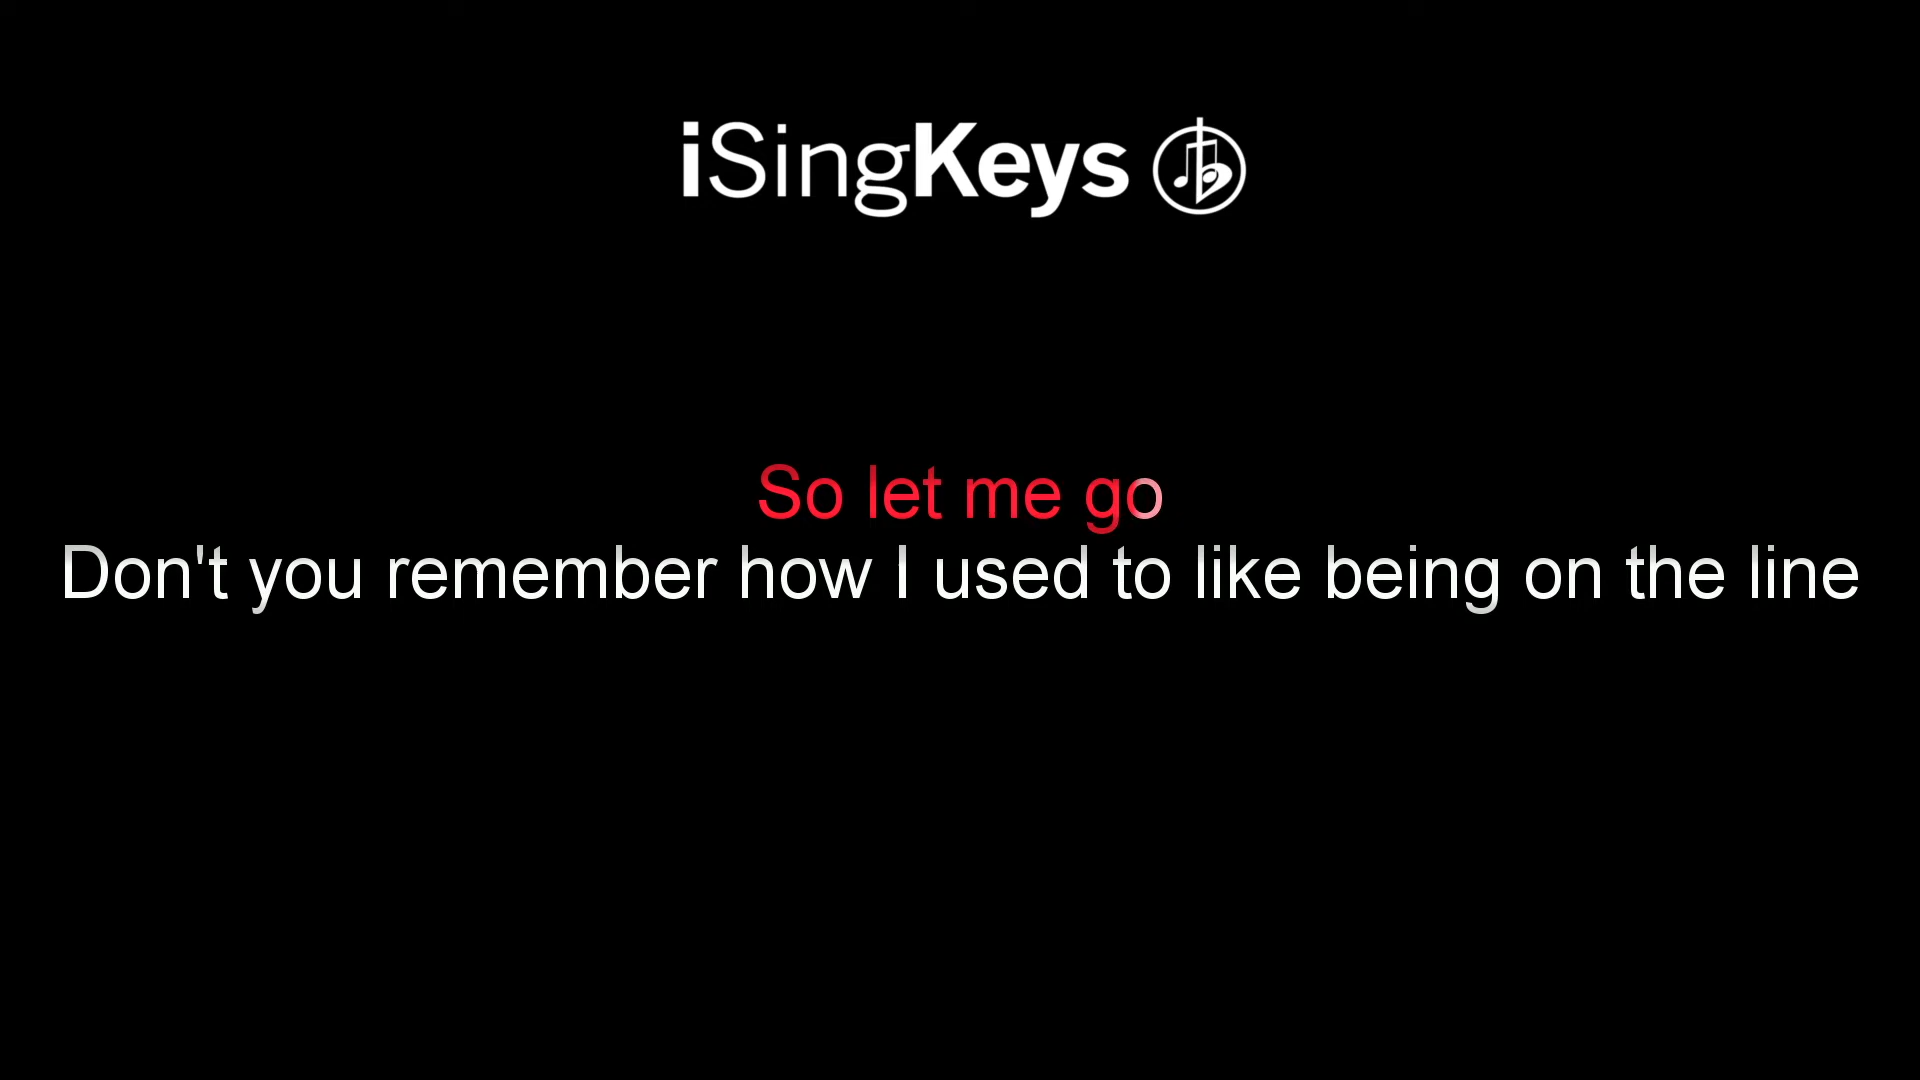 iSingKeys
So let me go
Don't you remember how I used to like being on the line